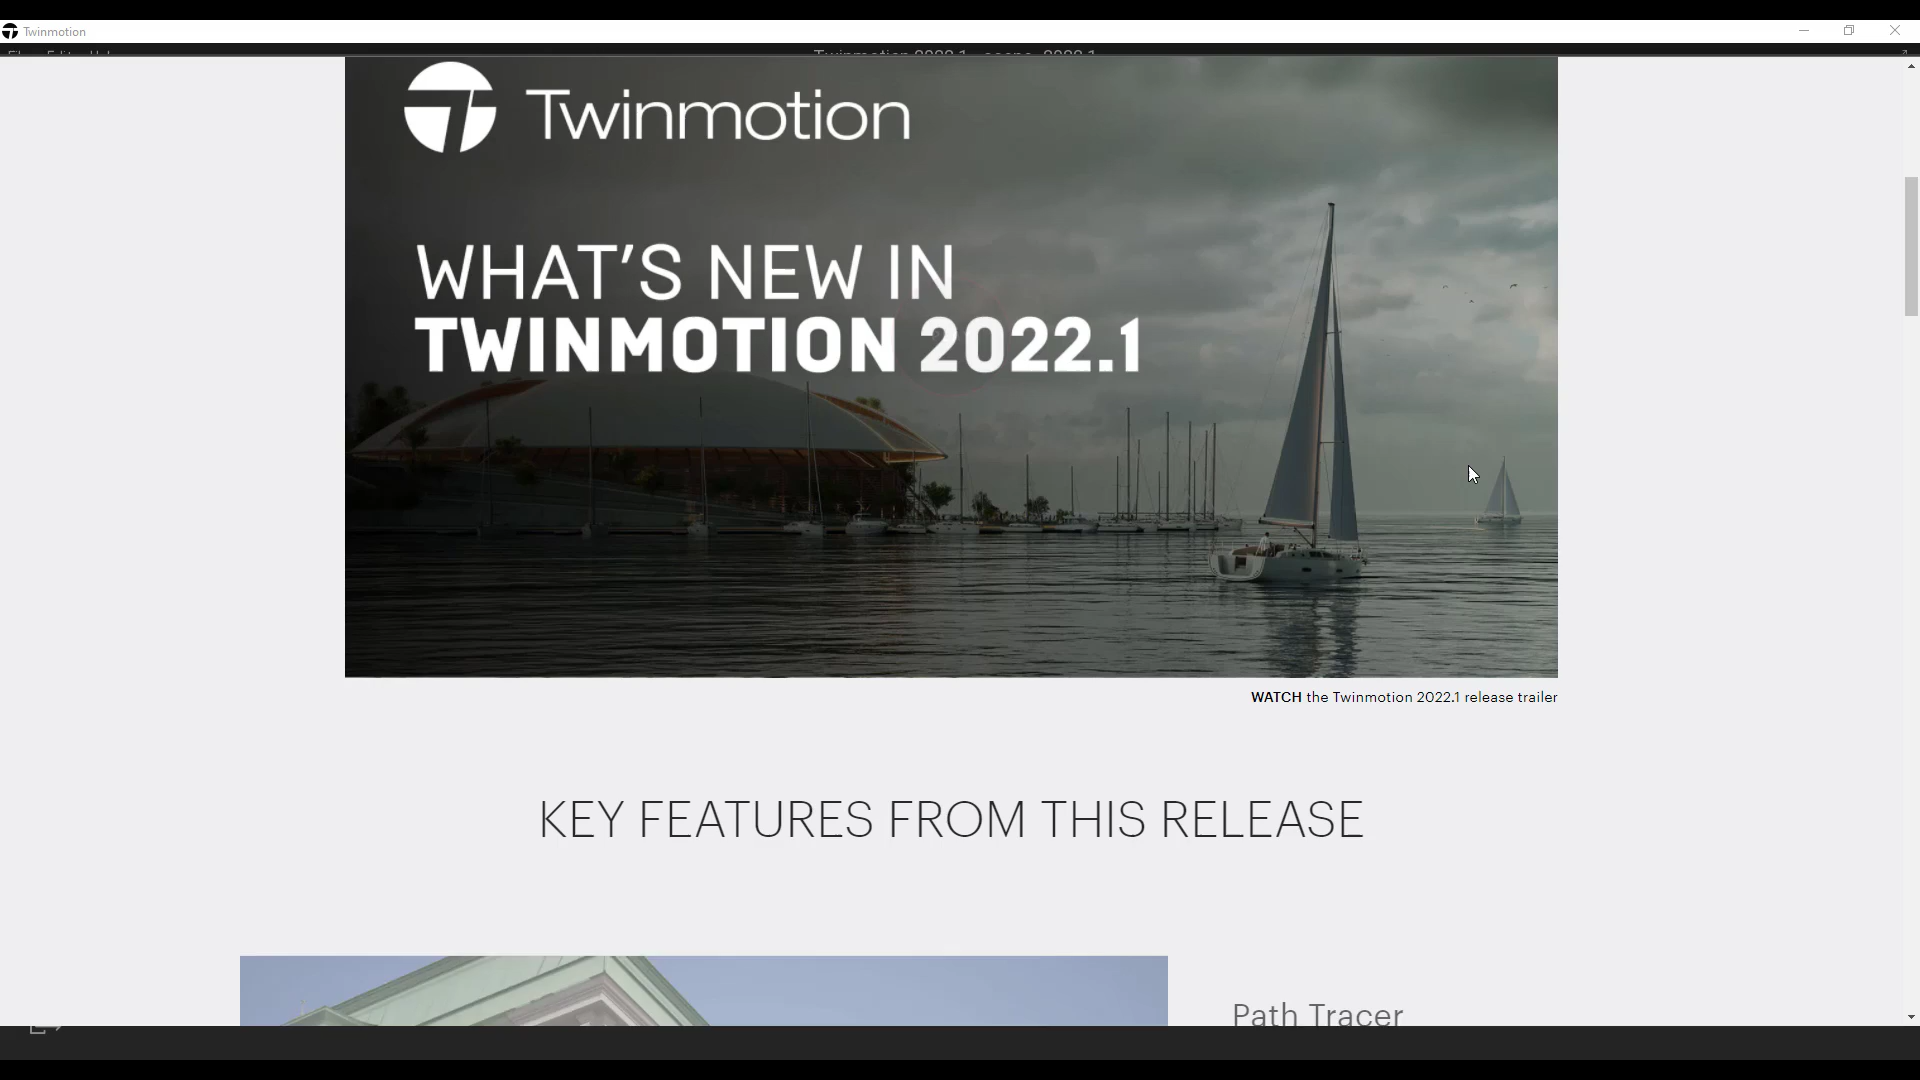 Twinmotion
Twinmotion
WHAT'S NEW IN
TWINMOTION 2022.1
WATCH the Twinmotion 2022.1 release trailer
KEY FEATURES FROM THIS RELEASE
Path Tracer